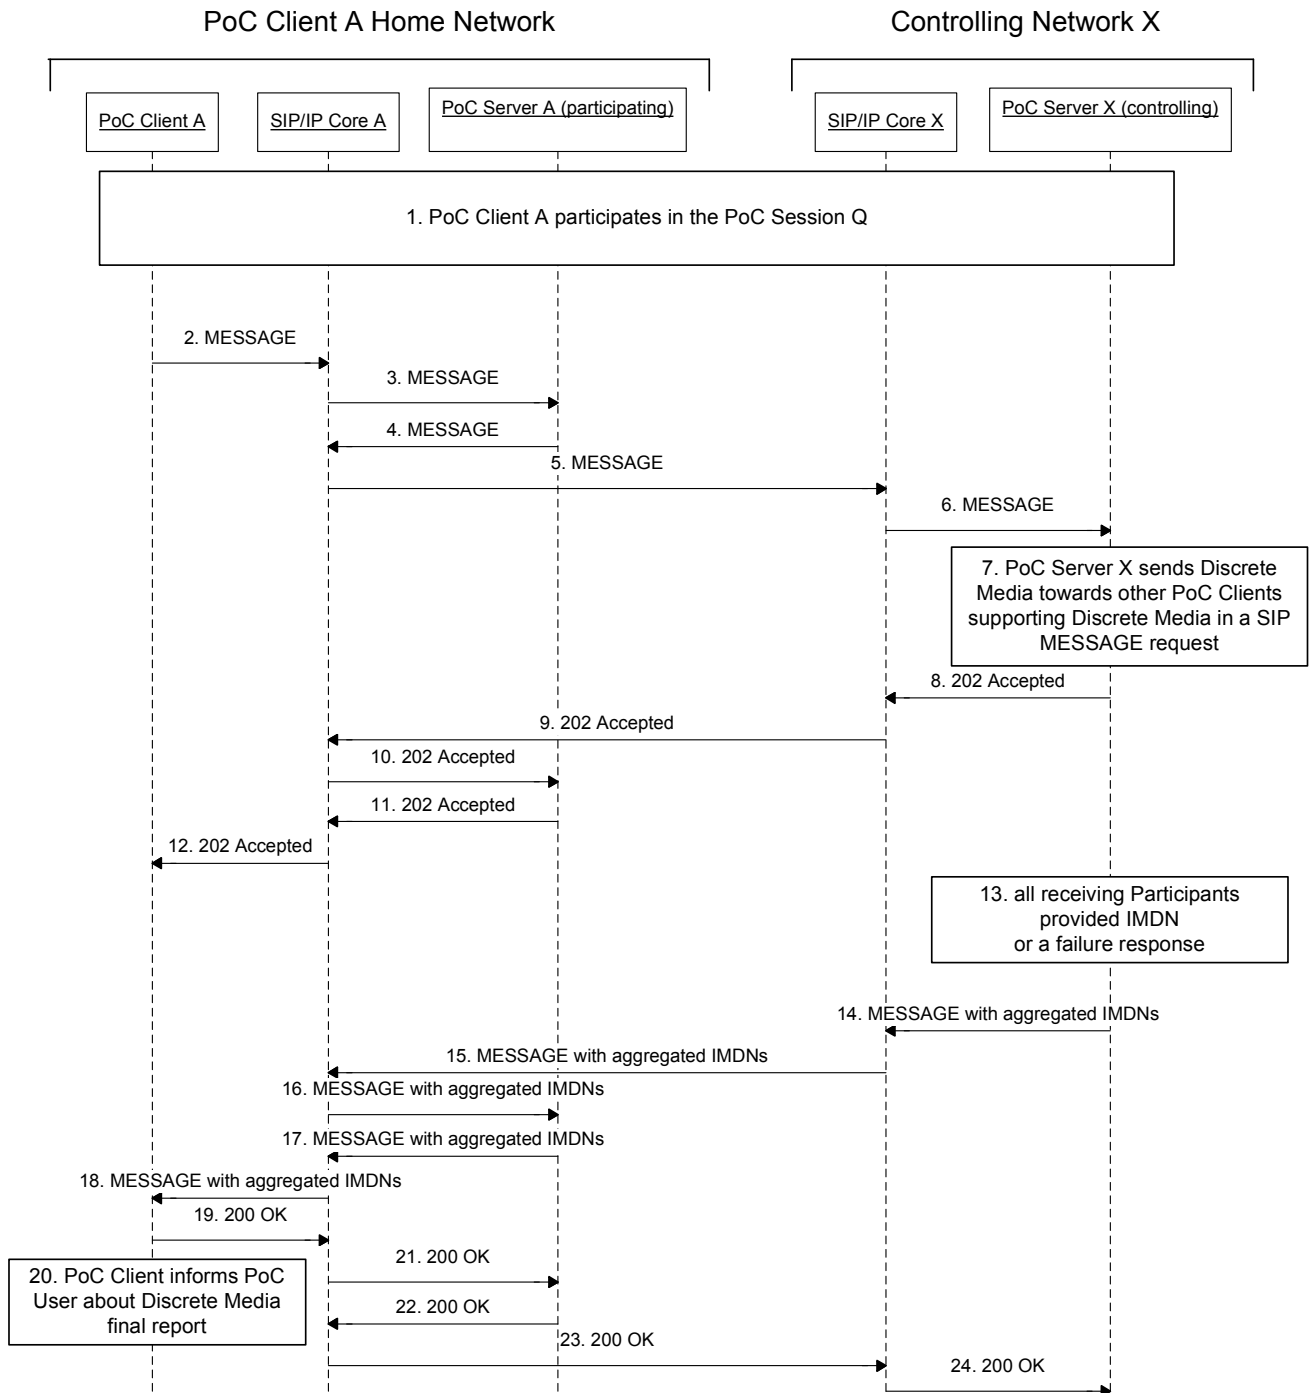 PoC Client A Home Network
Controlling Network X
PoC Client A
SIP/IP Core A
PoC Server A (participating)
SIP/IP Core X
PoC Server X (controlling)
1. PoC Client A participates in the PoC Session Q
2. MESSAGE
3. MESSAGE
4. MESSAGE
5. MESSAGE
6. MESSAGE
7. PoC Server X sends Discrete
Media towards other PoC Clients
supporting Discrete Media in a SIP
MESSAGE request
8. 202 Accepted
9. 202 Accepted
10. 202 Accepted
11. 202 Accepted
12. 202 Accepted
13. all receiving Participants
provided IMDN
or a failure response
14. MESSAGE with aggregated IMDNs
15. MESSAGE with aggregated IMDNs
16. MESSAGE with aggregated IMDNs
17. MESSAGE with aggregated IMDNs
18. MESSAGE with aggregated IMDNs
19. 200 OK
20. PoC Client informs PoC
User about Discrete Media
final report
21. 200 OK
22. 200 OK
23. 200 OK
24. 200 OK